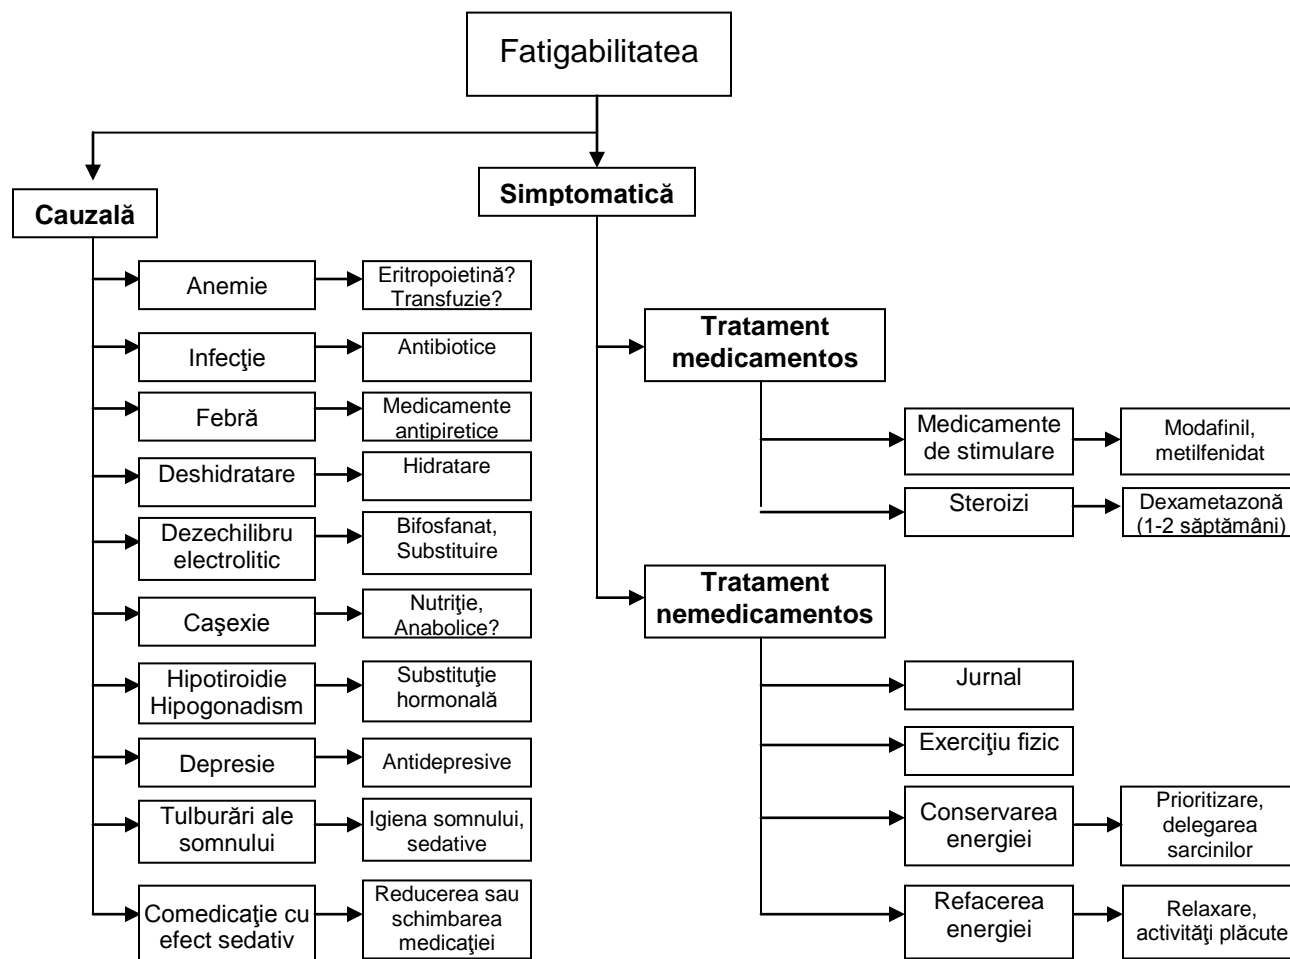 Fatigabilitatea
Cauzală
Simptomatică
Anemie
Eritropoietină?
Transfuzie?
Infecţie
Antibiotice
Febră
Medicamente
antipiretice
Deshidratare
Hidratare
Dezechilibru
electrolitic
Bifosfanat,
Substituire
Caşexie
Nutriţie,
Anabolice?
Hipotiroidie
Hipogonadism
Substituţie
hormonală
Depresie
Antidepresive
Tulburări ale
somnului
Igiena somnului,
sedative
Comedicaţie cu
efect sedativ
Reducerea sau
schimbarea
medicaţiei
Tratament
medicamentos
Medicamente
de stimulare
Modafinil,
metilfenidat
Steroizi
Dexametazonă
(1-2 săptămâni)
Tratament
nemedicamentos
Jurnal
Exerciţiu fizic
Conservarea
energiei
Prioritizare,
delegarea
sarcinilor
Refacerea
energiei
Relaxare,
activităţi plăcute